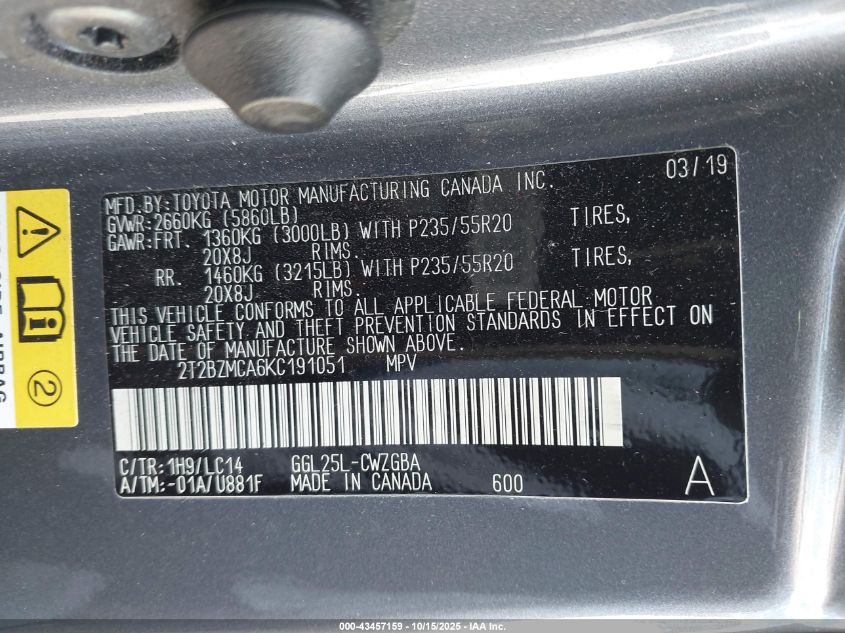 MFD.BY:TOYOTA MOTOR MANUFACTURING CANADA INC. 03/19
GVWR:2660KG (5860LB)
GAWR:FRT. 1360KG (3000LB) WITH P235/55R20 TIRES,
20X8J RIMS.
RR. 1460KG (3215LB) WITH P235/55R20 TIRES,
20X8J RIMS.
THIS VEHICLE CONFORMS TO ALL APPLICABLE FEDERAL MOTOR
VEHICLE SAFETY AND THEFT PREVENTION STANDARDS IN EFFECT ON
THE DATE OF MANUFACTURE SHOWN ABOVE.
2T2BZMCA6KC191051 MPV
C/TR:1H9/LC14 GGL25L-CWZGBA
A/TM:-01A/U881F MADE IN CANADA 600 A
2
000-43457159 - 10/15/2025 - IAA Inc.